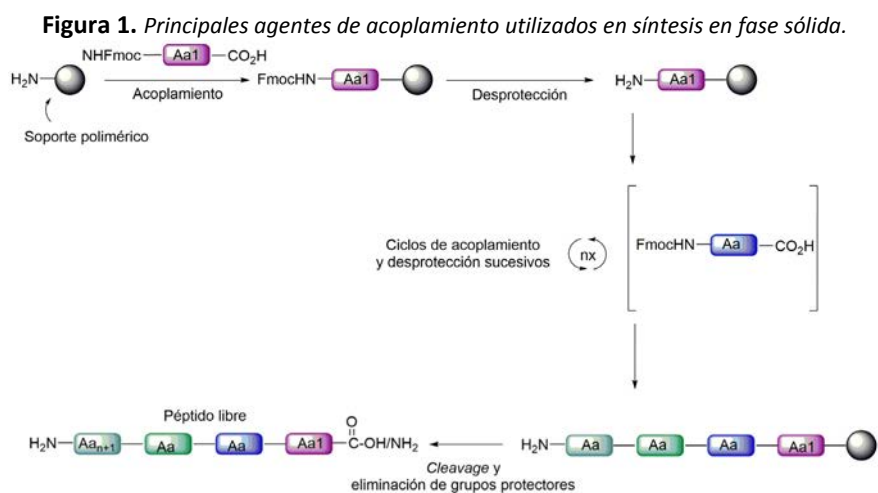 Figura 1. Principales agentes de acoplamiento utilizados en síntesis en fase sólida.
NHFmoc Aa1 CO2H
H2N
Acoplamiento
FmocHN Aa1
Desprotección
H2N Aa1
Soporte polimérico
Ciclos de acoplamiento
y desprotección sucesivos
nx
FmocHN Aa CO2H
Péptido libre
O
H2N Aan+1 Aa Aa Aa1 C-OH/NH2
Cleavage y
eliminación de grupos protectores
H2N Aa Aa Aa Aa1